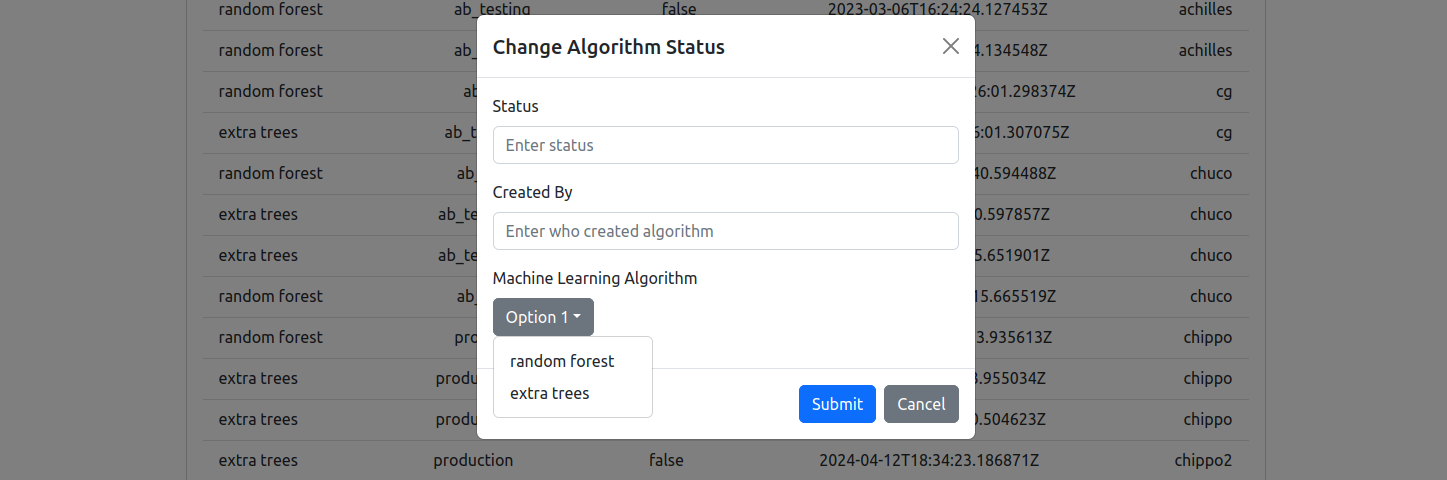 random forest ab_testing false 2023-03-06T16:24:24.127453Z achilles
Change Algorithm Status
random forest ab_ 4.134548Z achilles
random forest ab 26:01.298374Z cg
Status
extra trees ab_t 6:01.307075Z cg
Enter status
random forest ab_ 40.594488Z chuco
Created By
extra trees ab_te 0.597857Z chuco
Enter who created algorithm
extra trees ab_te 5.651901Z chuco
Machine Learning Algorithm
random forest ab_ 15.665519Z chuco
Option 1
random forest pro 3.935613Z chippo
random forest
extra trees produ 3.955034Z chippo
extra trees
Submit Cancel
extra trees produ 0.504623Z chippo
extra trees production false 2024-04-12T18:34:23.186871Z chippo2